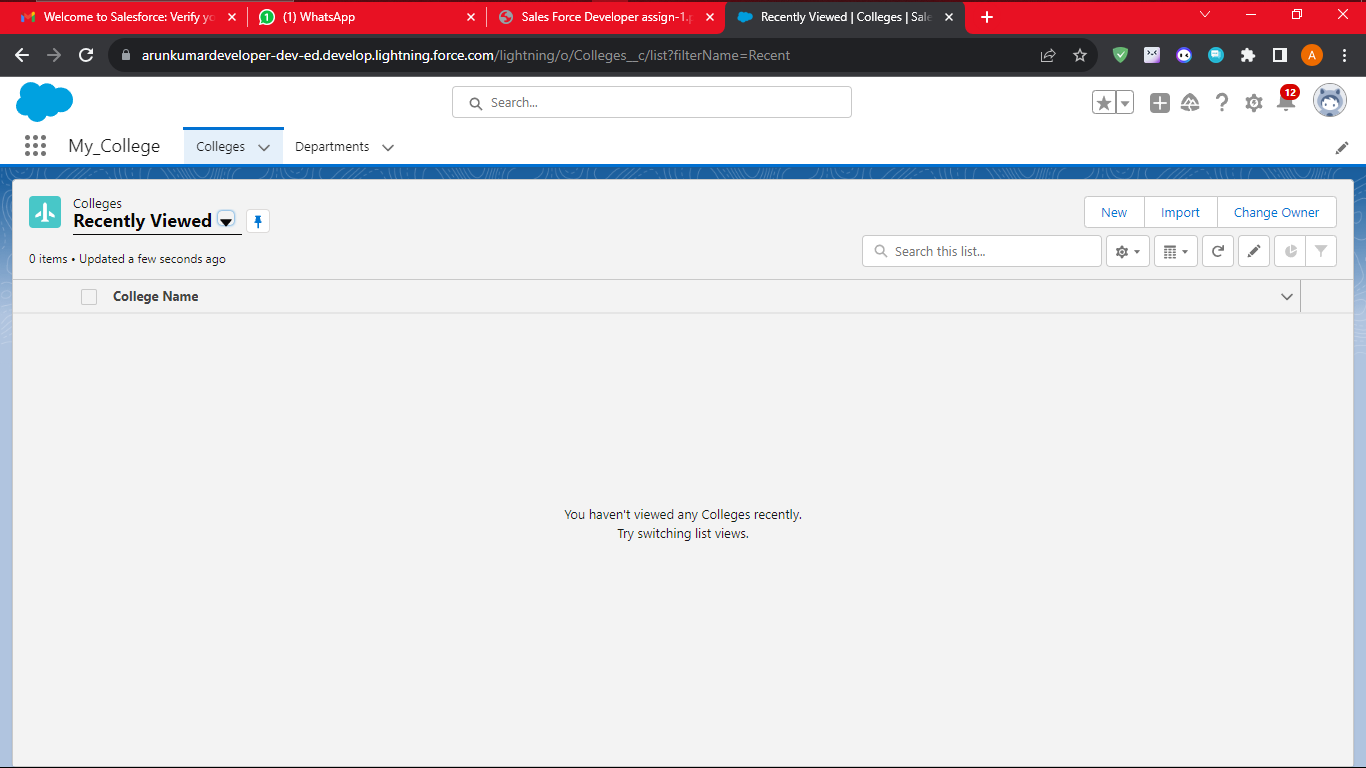 Welcome to Salesforce: Verify yo
(1) WhatsApp
Sales Force Developer assign-1.p
Recently Viewed | Colleges | Sale
arunkumardeveloper-dev-ed.develop.lightning.force.com/lightning/o/Colleges__c/list?filterName=Recent
A
Search...
12
My_College
Colleges
Departments
Colleges
Recently Viewed
New
Import
Change Owner
0 items • Updated a few seconds ago
Search this list...
College Name
You haven't viewed any Colleges recently.
Try switching list views.